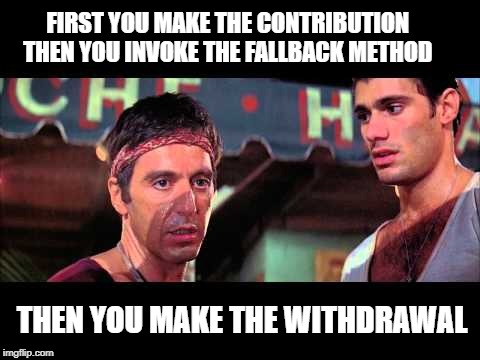 FIRST YOU MAKE THE CONTRIBUTION
THEN YOU INVOKE THE FALLBACK METHOD
CHE · H
THEN YOU MAKE THE WITHDRAWAL
imgflip.com